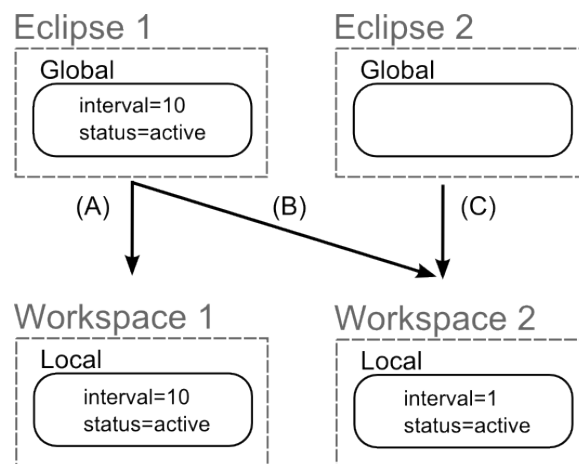 Eclipse 1
Eclipse 2
Global
Global
interval=10
status=active
(A)
(B)
(C)
Workspace 1
Workspace 2
Local
Local
interval=10
status=active
interval=1
status=active